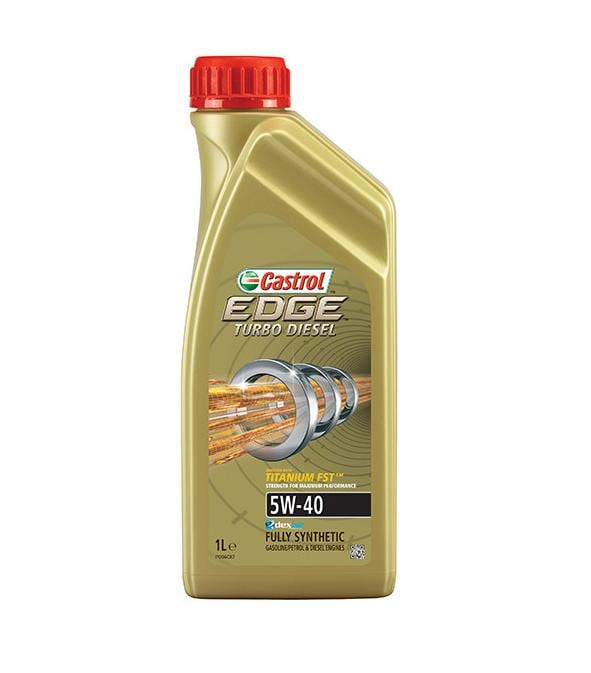 Castrol
EDGE
TURBO DIESEL
TITANIUM FST™
STRENGTH FOR MAXIMUM PERFORMANCE
5W-40
dexos
FULLY SYNTHETIC
GASOLINE/PETROL & DIESEL ENGINES
1L e